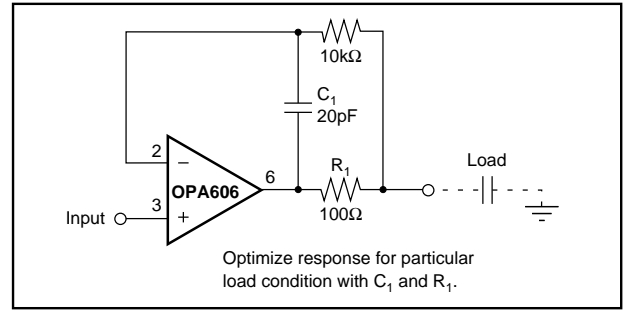 10kΩ
C1
20pF
2
6
R1
Load
OPA606
Input
3
100Ω
−
+
Optimize response for particular
load condition with C1 and R1.